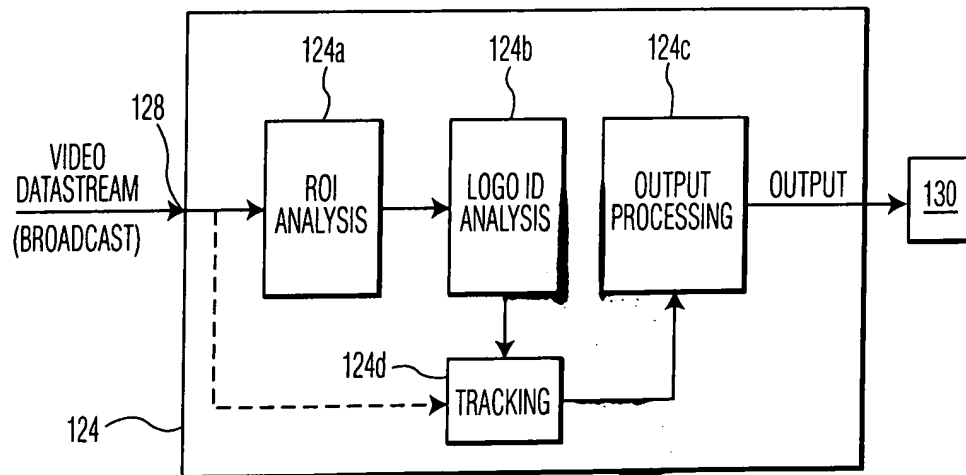 124a
124b
124c
128
VIDEO
DATASTREAM
(BROADCAST)
ROI
ANALYSIS
LOGO ID
ANALYSIS
OUTPUT
PROCESSING
OUTPUT
130
124d
TRACKING
124